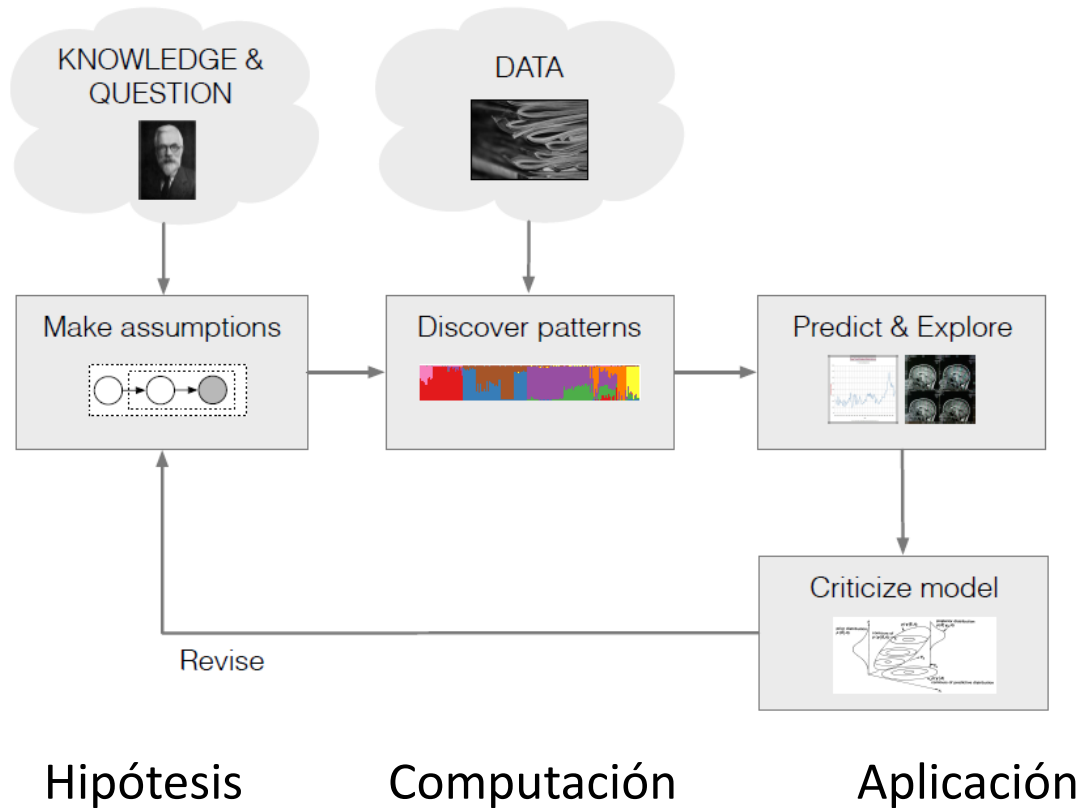 KNOWLEDGE &
QUESTION
DATA
Make assumptions
Discover patterns
Predict & Explore
Criticize model
Revise
Hipótesis
Computación
Aplicación